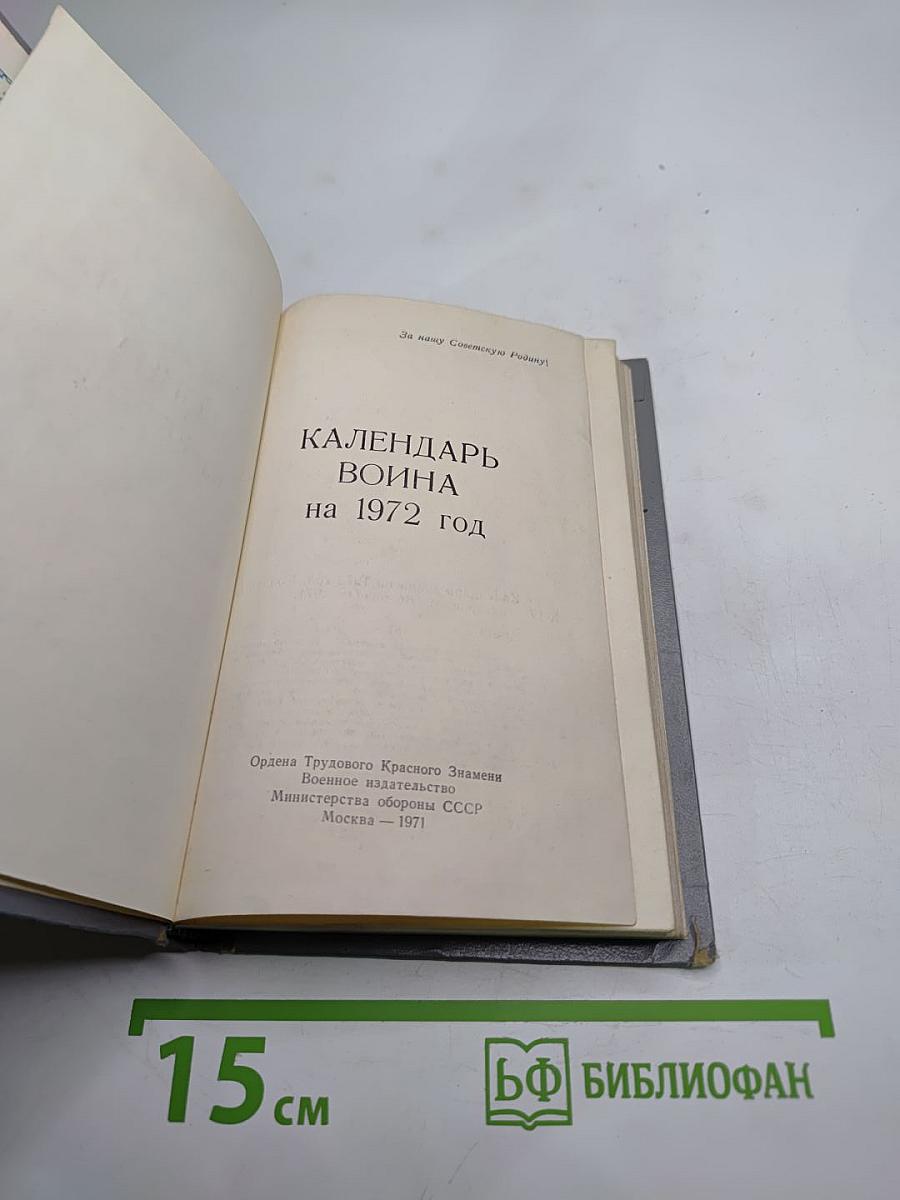 За нашу Советскую Родину!
КАЛЕНДАРЬ
ВОИНА
на 1972 год
Ордена Трудового Красного Знамени
Военное издательство
Министерства обороны СССР
Москва — 1971
15 см
БФ БИБЛИОФАН